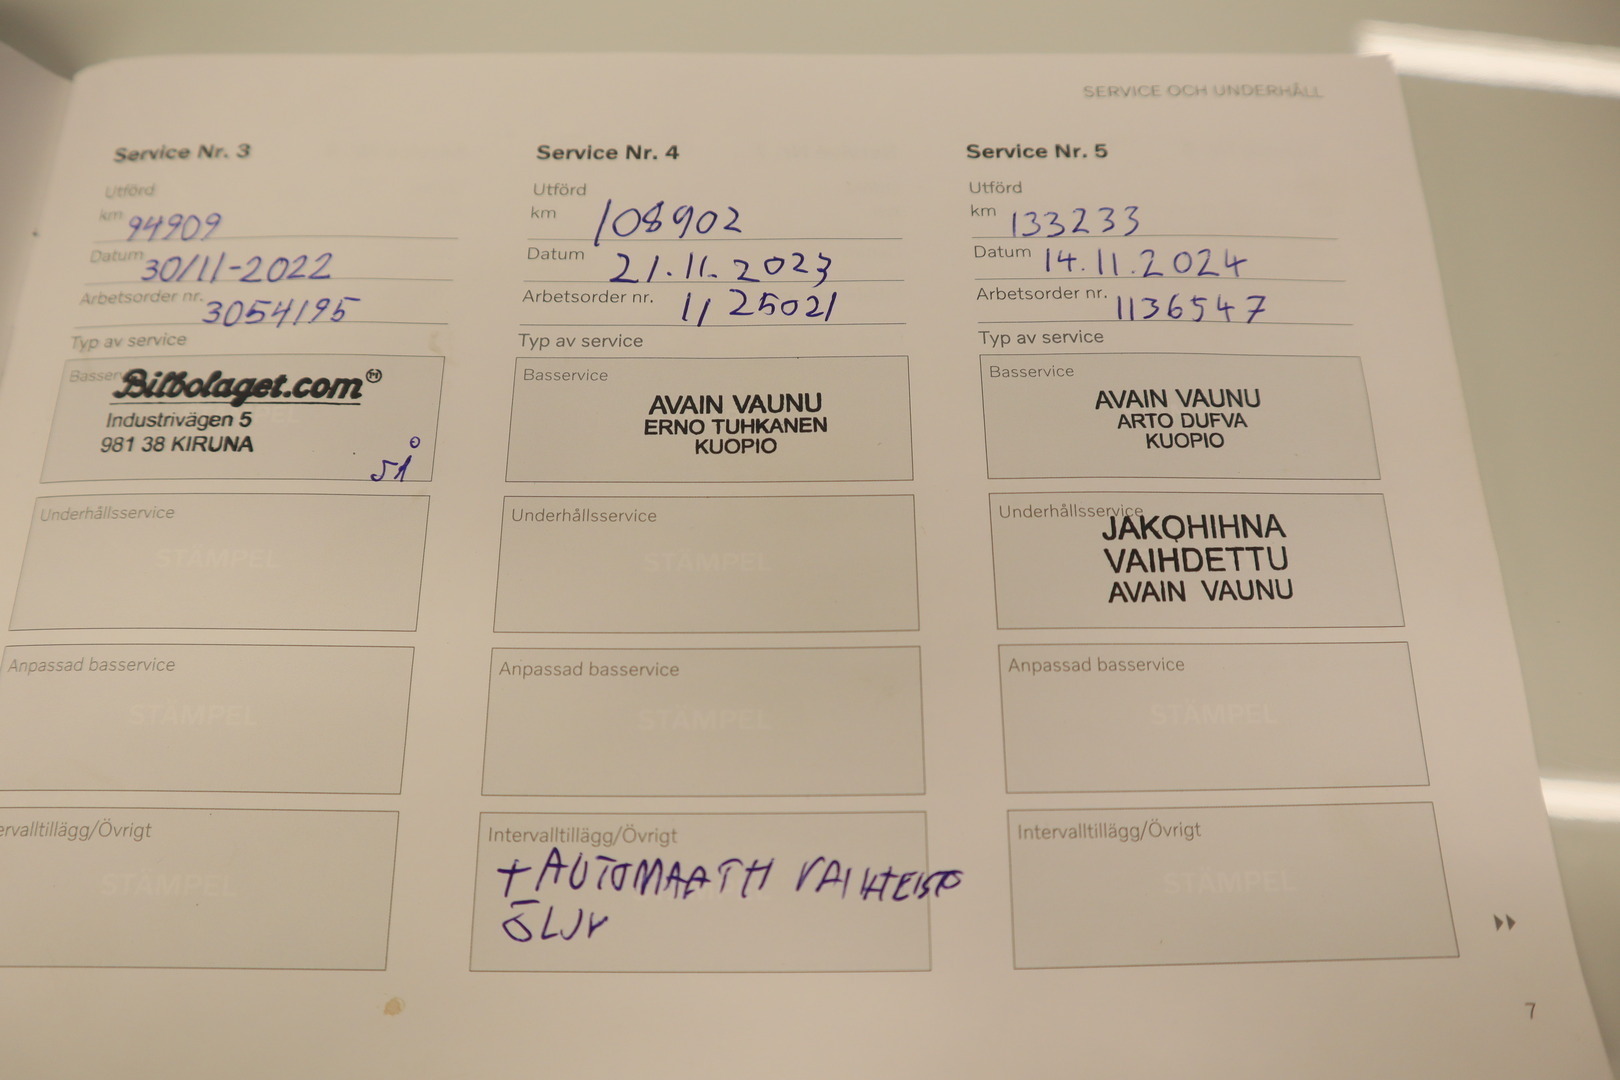 SERVICE OCH UNDERHÅLL
Service Nr. 3
Utförd
km 94909
Datum 30/11-2022
Arbetsorder nr. 3054195
Typ av service
Bilbolaget.com
Industrivägen 5
981 38 KIRUNA
Underhållsservice
STÄMPEL
Anpassad basservice
STÄMPEL
ervalltillägg/Övrigt
STÄMPEL
Service Nr. 4
Utförd
km 108902
Datum 21.11.2023
Arbetsorder nr. 1125021
Typ av service
Basservice
AVAIN VAUNU
ERNO TUHKANEN
KUOPIO
Underhållsservice
STÄMPEL
Anpassad basservice
STÄMPEL
Intervalltillägg/Övrigt
+ AUTOMAATTI VAIHTEISTO
ÖLJY
Service Nr. 5
Utförd
km 133233
Datum 14.11.2024
Arbetsorder nr. 1136547
Typ av service
Basservice
AVAIN VAUNU
ARTO DUFVA
KUOPIO
Underhållsservice
JAKOHIHNA
VAIHDETTU
AVAIN VAUNU
Anpassad basservice
STÄMPEL
Intervalltillägg/Övrigt
STÄMPEL
7